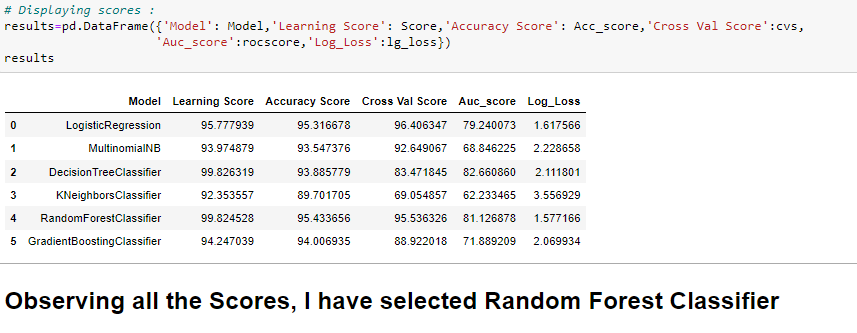 # Displaying scores :
results=pd.DataFrame({'Model': Model,'Learning Score': Score,'Accuracy Score': Acc_score,'Cross Val Score':cvs,
'Auc_score':rocscore,'Log_Loss':lg_loss})
results
Model Learning Score Accuracy Score Cross Val Score Auc_score Log_Loss
0 LogisticRegression 95.777939 95.316678 96.406347 79.240073 1.617566
1 MultinomialNB 93.974879 93.547376 92.649067 68.846225 2.228658
2 DecisionTreeClassifier 99.826319 93.885779 83.471845 82.660860 2.111801
3 KNeighborsClassifier 92.353557 89.701705 69.054857 62.233465 3.556929
4 RandomForestClassifier 99.824528 95.433656 95.536326 81.126878 1.577166
5 GradientBoostingClassifier 94.247039 94.006935 88.922018 71.889209 2.069934
Observing all the Scores, I have selected Random Forest Classifier